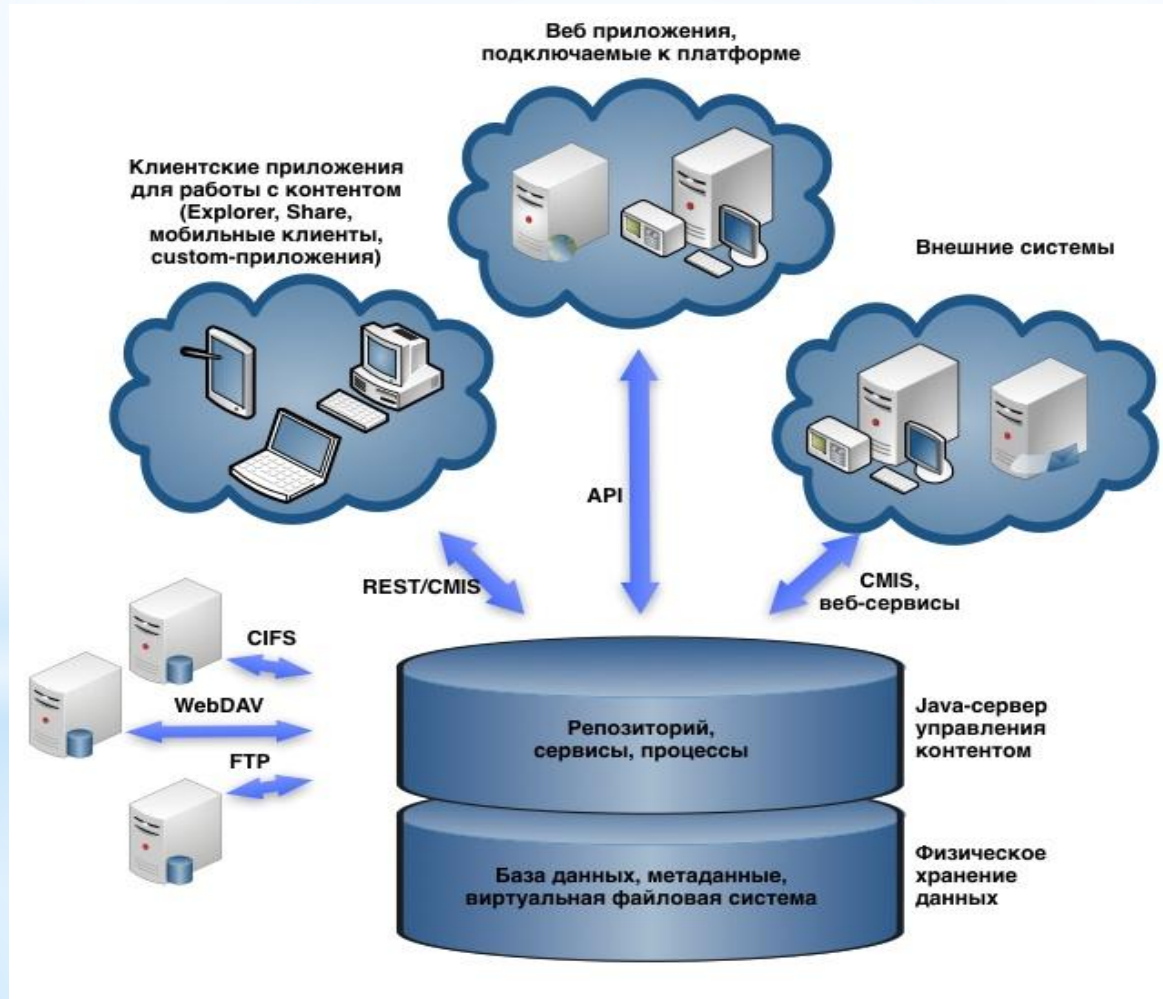 Веб приложения,
подключаемые к платформе
Клиентские приложения
для работы с контентом
(Explorer, Share,
мобильные клиенты,
custom-приложения)
Внешние системы
API
REST/CMIS
CMIS,
веб-сервисы
CIFS
WebDAV
FTP
Репозиторий,
сервисы, процессы
Java-сервер
управления
контентом
База данных, метаданные,
виртуальная файловая система
Физическое
хранение
данных